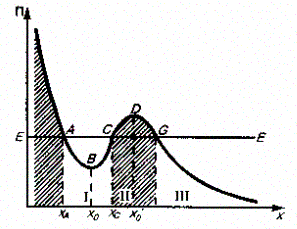 П
D
E A C G E
B
I II III
x_A x_0 x_C x_0' x